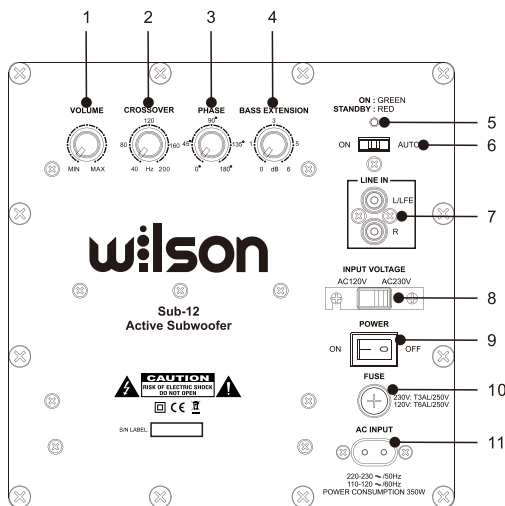 1 2 3 4
VOLUME CROSSOVER PHASE BASS EXTENSION
120 90° 3
80 160 45° 135° 1 5
MIN MAX 40 Hz 200 0° 180° 0 dB 6
ON : GREEN
STANDBY : RED
5
ON AUTO 6
LINE IN
L/LFE
7
R
wilson
INPUT VOLTAGE
AC120V AC230V
8
Sub-12
Active Subwoofer
POWER
ON OFF 9
CAUTION
RISK OF ELECTRIC SHOCK
DO NOT OPEN
CE
FUSE
10
230V: T3AL/250V
120V: T6AL/250V
S/N LABEL
AC INPUT
11
220-230 ~/50Hz
110-120 ~/60Hz
POWER CONSUMPTION 350W